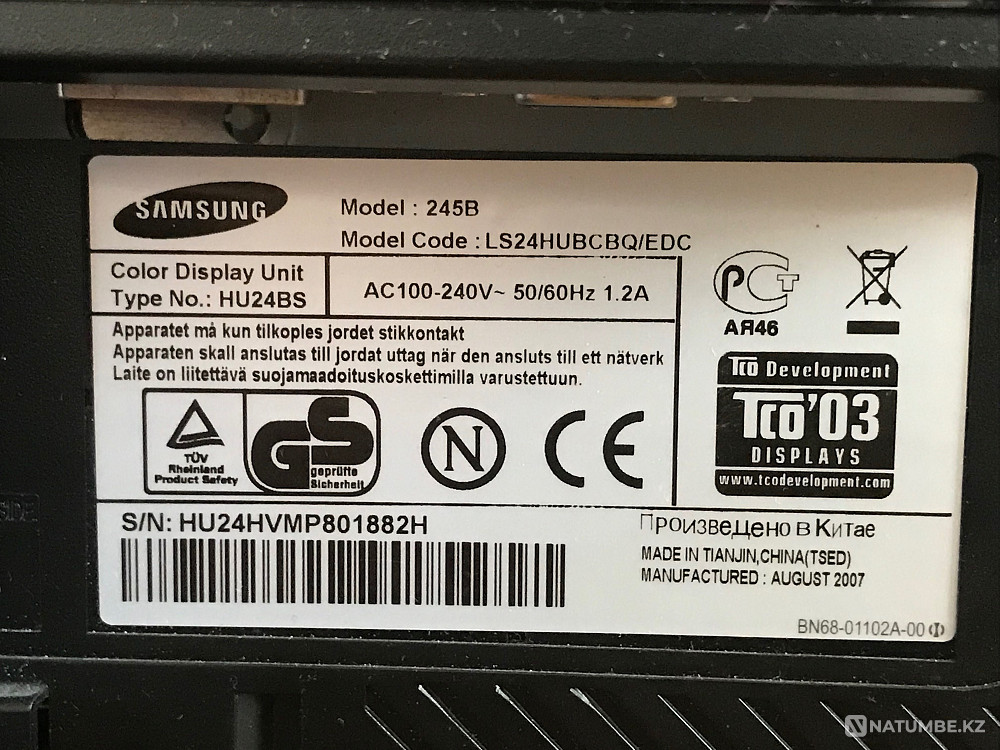 SAMSUNG
Model : 245B
Model Code : LS24HUBCBQ/EDC
Color Display Unit
Type No.: HU24BS
AC100-240V~ 50/60Hz 1.2A
Apparatet må kun tilkoples jordet stikkontakt
Apparaten skall anslutas till jordat uttag når den ansluts till ett nätverk
Laite on liitettävä suojamaadoituskoskettimilla varustettuun.
PCT
АЯ46
TCO Development
TCO'03
DISPLAYS
www.tcodevelopment.com
TÜV
Rheinland
Product Safety
GS
geprüfte
Sicherheit
N
CE
S/N: HU24HVMP801882H
Произведено в Китае
MADE IN TIANJIN,CHINA(TSED)
MANUFACTURED : AUGUST 2007
BN68-01102A-00
NATUMBE.KZ